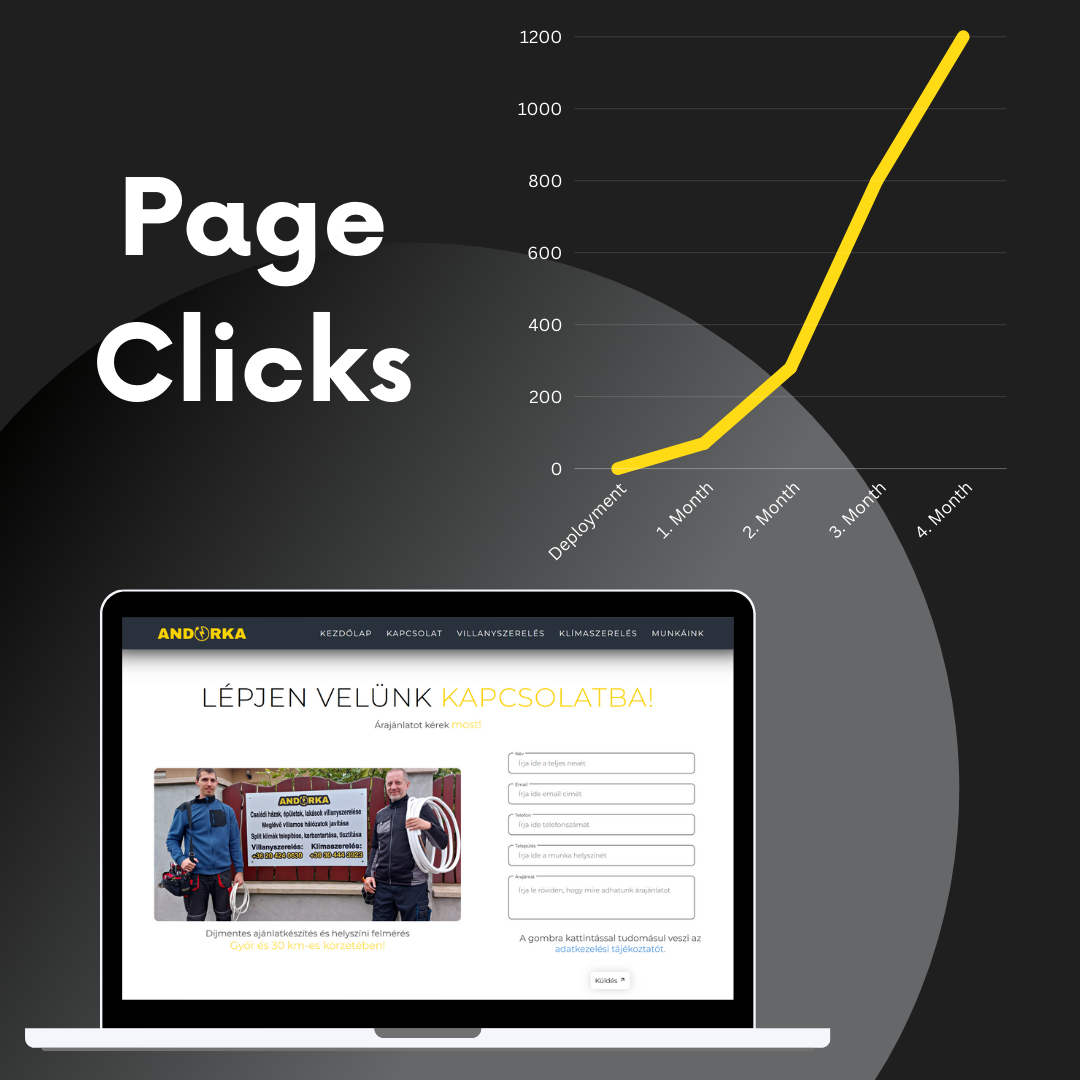 Page
Clicks
1200
1000
800
600
400
200
0
Deployment
1. Month
2. Month
3. Month
4. Month
ANDORKA
KEZDŐLAP KAPCSOLAT VILLANYSZERELÉS KLÍMASZERELÉS MUNKÁINK
LÉPJEN VELÜNK KAPCSOLATBA!
Árajánlatot kérek most!
ANDORKA
Családi házak, épületek, lakások villanyszerelése
Meglévő villamos hálózatok javítása
Split klímák telepítése, karbantartása, tisztítása
Villanyszerelés: Klímaszerelés:
+36 30 444 3923
Díjmentes ajánlatkészítés és helyszíni felmérés
Győr és 30 km-es körzetében!
Név
Írja ide a teljes nevét
Email
Írja ide email címét
Telefon
Írja ide telefonszámát
Település
Írja ide a munka helyszínét
Árajánlat
Írja le röviden, hogy mire adhatunk árajánlatot
A gombra kattintással tudomásul veszi az
adatkezelési tájékoztatót.
Küldés